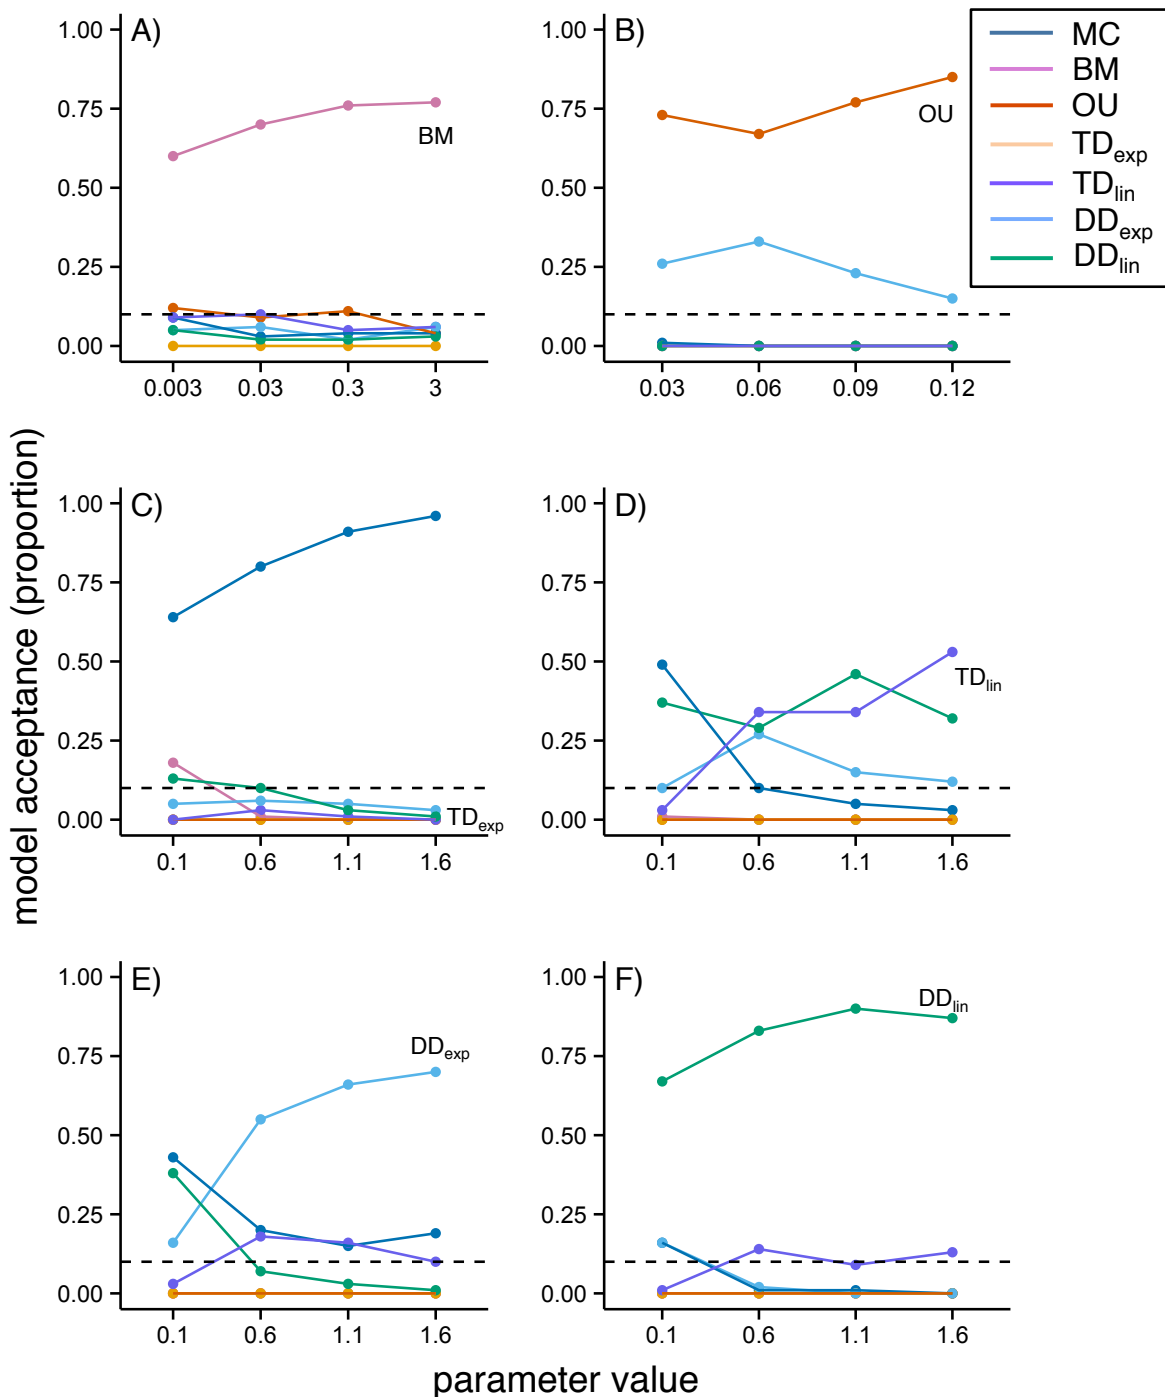 A)
1.00
0.75
0.50
0.25
0.00
BM
0.003 0.03 0.3 3
B)
1.00
0.75
0.50
0.25
0.00
OU
0.03 0.06 0.09 0.12
MC
BM
OU
TDexp
TDlin
DDexp
DDlin
model acceptance (proportion)
C)
1.00
0.75
0.50
0.25
0.00
TDexp
0.1 0.6 1.1 1.6
D)
1.00
0.75
0.50
0.25
0.00
TDlin
0.1 0.6 1.1 1.6
E)
1.00
0.75
0.50
0.25
0.00
DDexp
0.1 0.6 1.1 1.6
F)
1.00
0.75
0.50
0.25
0.00
DDlin
0.1 0.6 1.1 1.6
parameter value